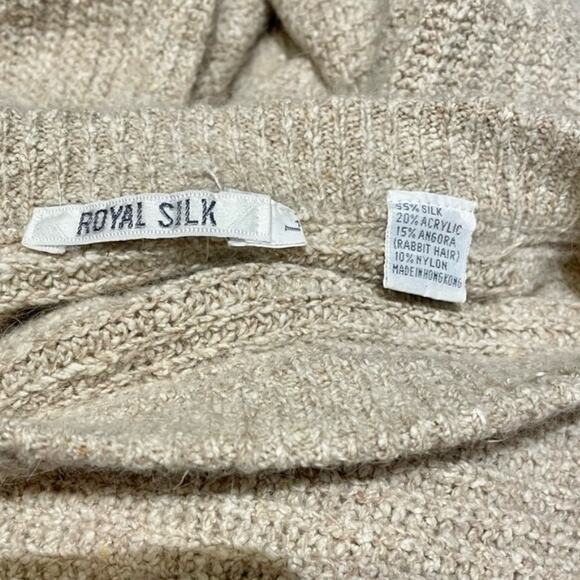 ROYAL SILK
L
55% SILK
20% ACRYLIC
15% ANGORA
(RABBIT HAIR)
10% NYLON
MADE IN HONG KONG